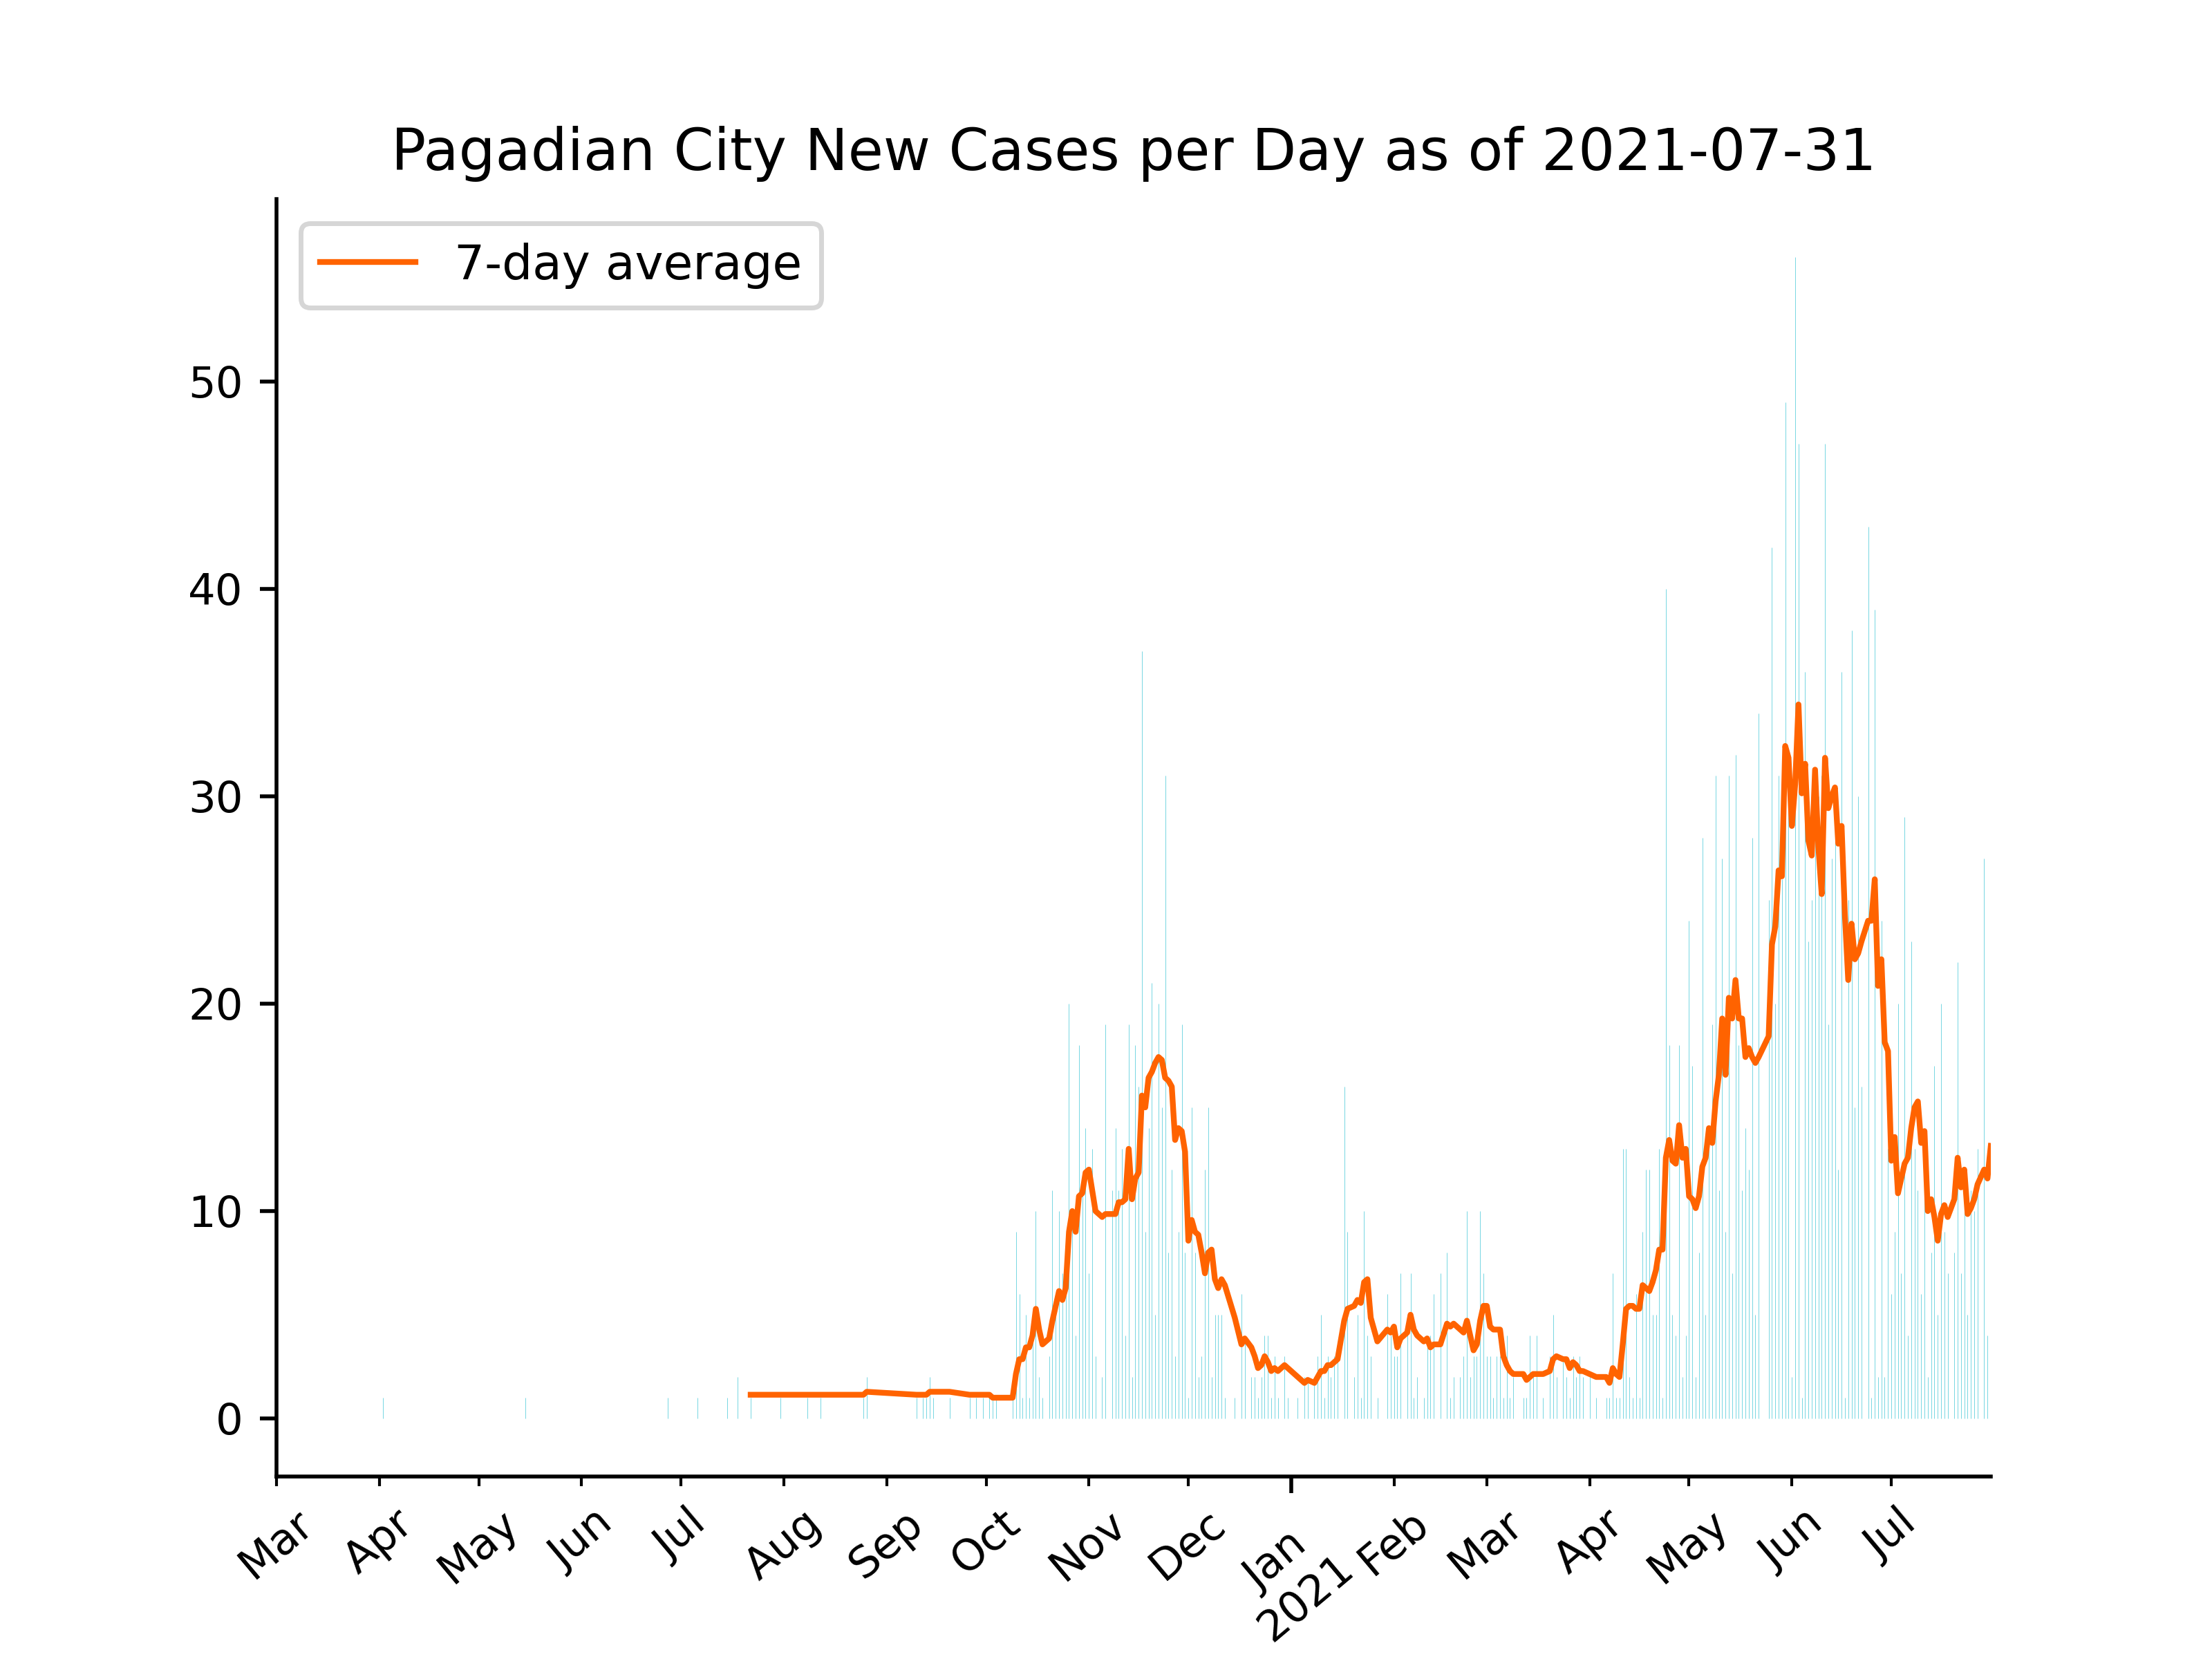 Pagadian City New Cases per Day as of 2021-07-31
7-day average
50
40
30
20
10
0
Mar
Apr
May
Jun
Jul
Aug
Sep
Oct
Nov
Dec
Jan
2021
Feb
Mar
Apr
May
Jun
Jul